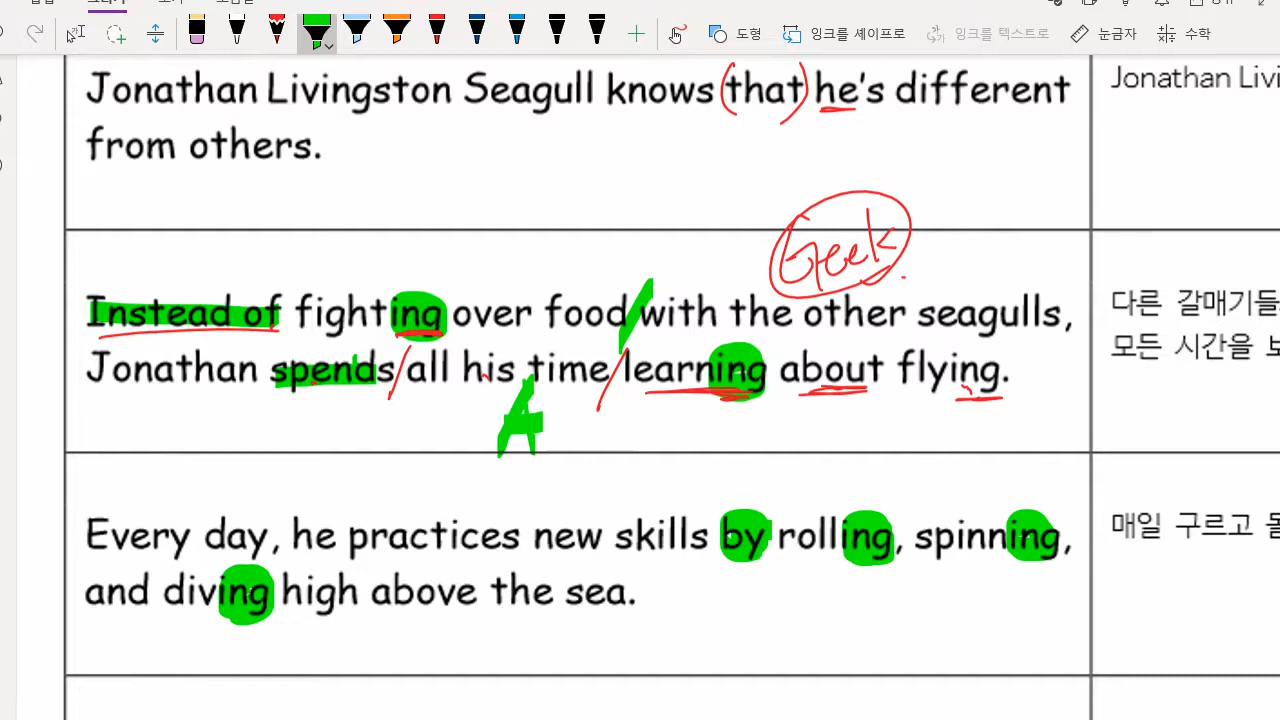 도형
잉크를 셰이프로
잉크를 텍스트로
눈금자
수학
Jonathan Livingston Seagull knows (that) he's different
from others.
Jonathan Livi
Geek
Instead of fighting over food with the other seagulls,
Jonathan spends all his time learning about flying.
A
다른 갈매기들
모든 시간을 보
Every day, he practices new skills by rolling, spinning,
and diving high above the sea.
매일 구르고